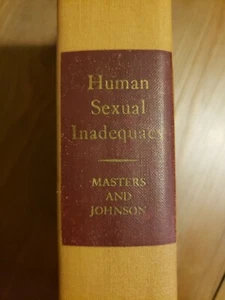 Human
Sexual
Inadequacy
MASTERS
AND
JOHNSON